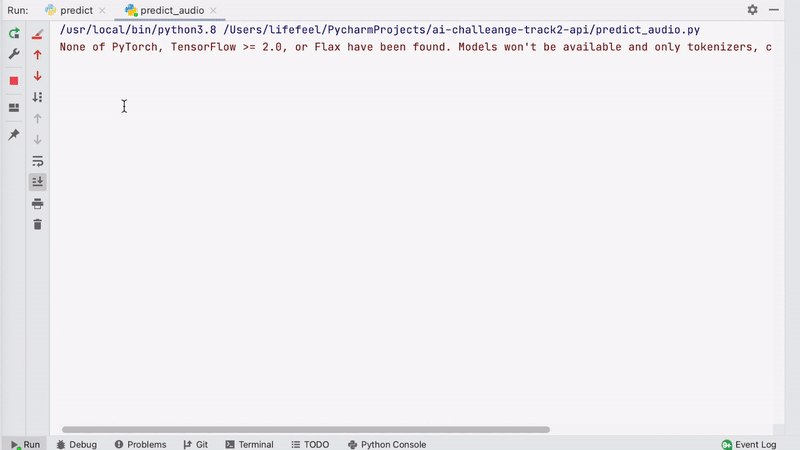 Run: predict predict_audio
/usr/local/bin/python3.8 /Users/lifefeel/PycharmProjects/ai-challeange-track2-api/predict_audio.py
None of PyTorch, TensorFlow >= 2.0, or Flax have been found. Models won't be available and only tokenizers, c
Run Debug Problems Git Terminal TODO Python Console Event Log